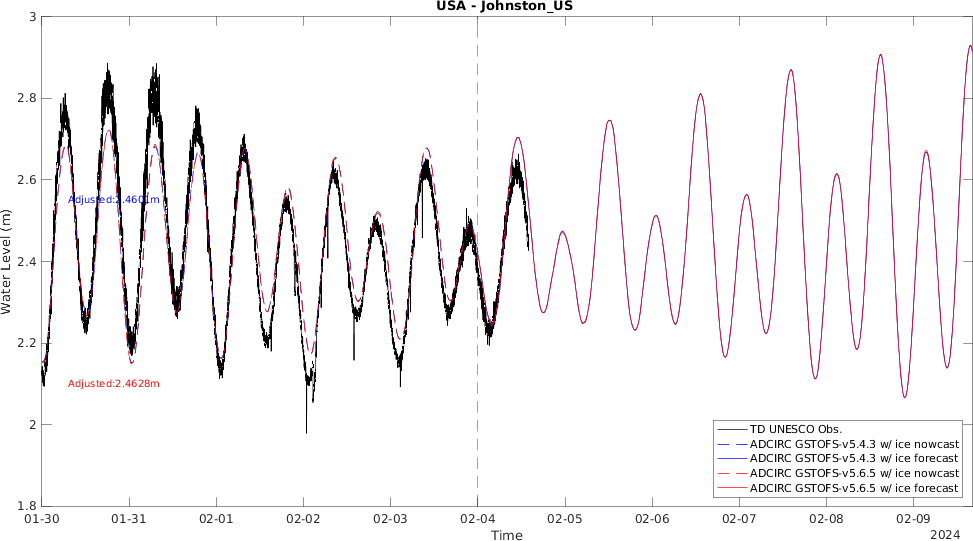 USA - Johnston_US
3
2.8
2.6
2.4
2.2
2
1.8
Water Level (m)
Adjusted:2.4601m
Adjusted:2.4628m
TD UNESCO Obs.
ADCIRC GSTOFS-v5.4.3 w/ ice nowcast
ADCIRC GSTOFS-v5.4.3 w/ ice forecast
ADCIRC GSTOFS-v5.6.5 w/ ice nowcast
ADCIRC GSTOFS-v5.6.5 w/ ice forecast
01-30 01-31 02-01 02-02 02-03 02-04 02-05 02-06 02-07 02-08 02-09
Time
2024